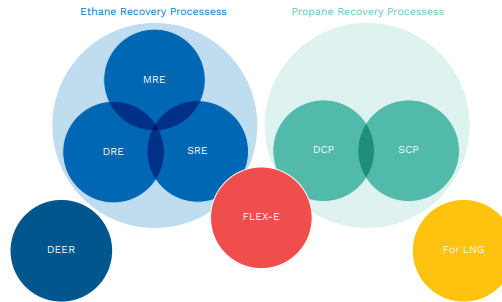 Ethane Recovery Processess
Propane Recovery Processess
MRE
DRE
SRE
DCP
SCP
FLEX-E
DEER
For LNG